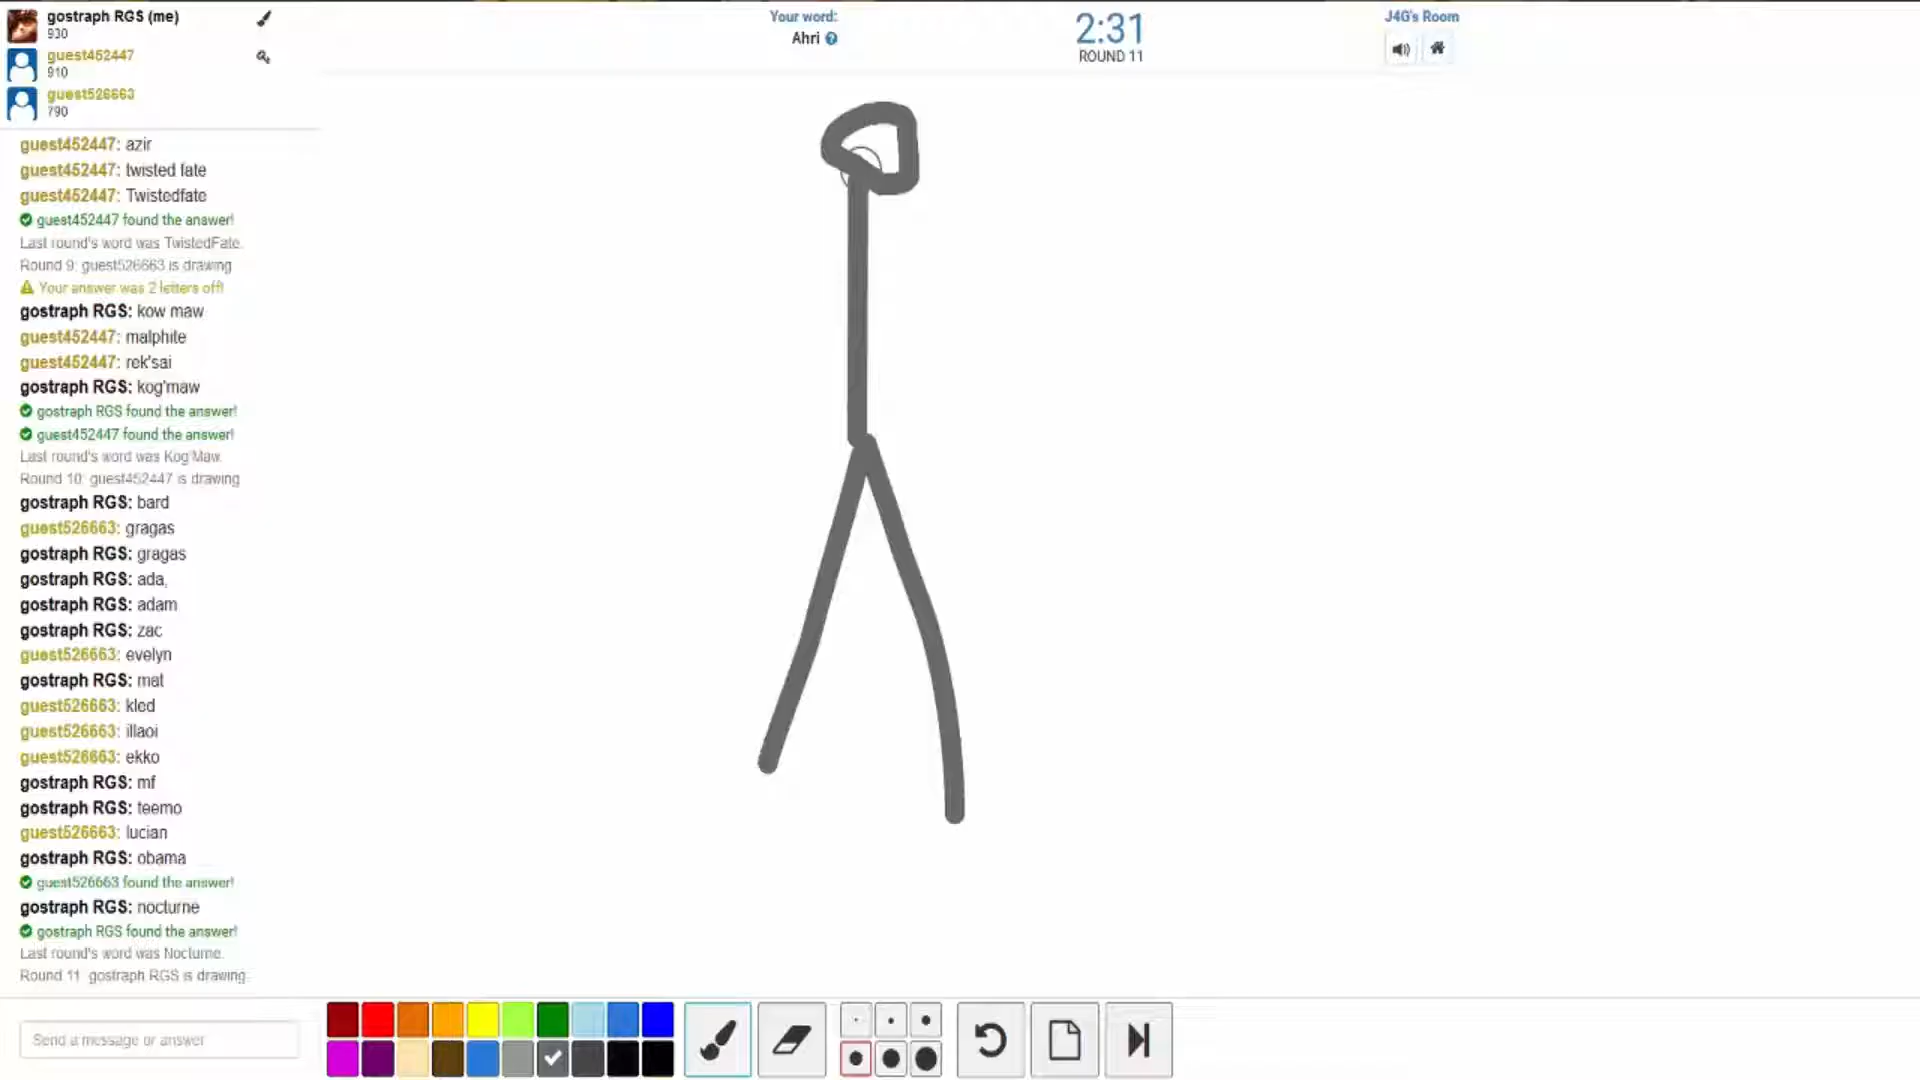 gostraph RGS (me)
930
guest452447
910
guest526663
790
Your word:
Ahri
2:31
ROUND 11
J4G's Room
guest452447: azir
guest452447: twisted fate
guest452447: Twistedfate
guest452447 found the answer!
Last round's word was TwistedFate.
Round 9: guest526663 is drawing
Your answer was 2 letters off!
gostraph RGS: kow maw
guest452447: malphite
guest452447: rek'sai
gostraph RGS: kog'maw
gostraph RGS found the answer!
guest452447 found the answer!
Last round's word was Kog'Maw.
Round 10: guest452447 is drawing
gostraph RGS: bard
guest526663: gragas
gostraph RGS: gragas
gostraph RGS: ada,
gostraph RGS: adam
gostraph RGS: zac
guest526663: evelyn
gostraph RGS: mat
guest526663: kled
guest526663: illaoi
guest526663: ekko
gostraph RGS: mf
gostraph RGS: teemo
guest526663: lucian
gostraph RGS: obama
guest526663 found the answer!
gostraph RGS: nocturne
gostraph RGS found the answer!
Last round's word was Nocturne.
Round 11: gostraph RGS is drawing
Send a message or answer